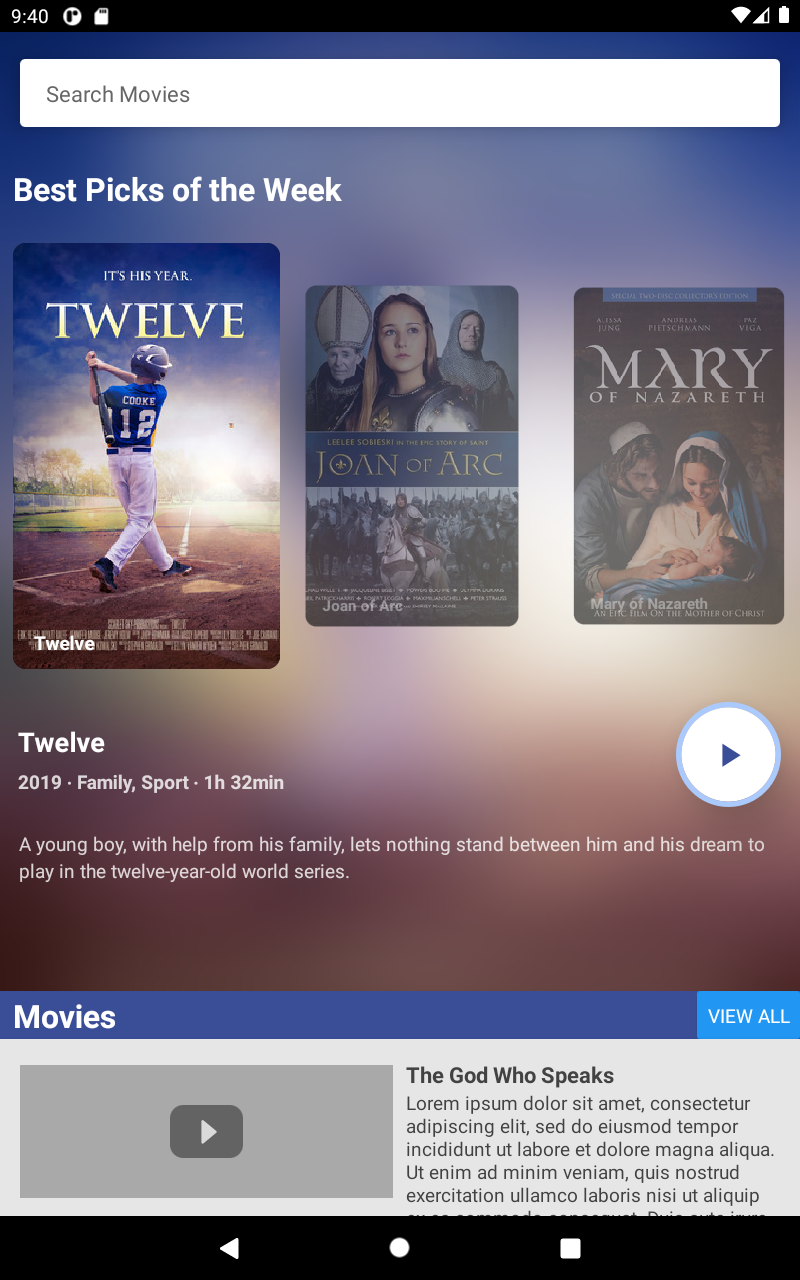 9:40
Search Movies
Best Picks of the Week
IT'S HIS YEAR.
TWELVE
COOKE
12
Twelve
LEELEE SOBIESKI IN THE EPIC STORY OF SAINT
JOAN OF ARC
Joan of Arc
SPECIAL TWO-DISC COLLECTOR'S EDITION
ALISSA JUNG ANDREAS PIETSCHMANN PAZ VEGA
MARY
OF NAZARETH
Mary of Nazareth
AN EPIC FILM ON THE MOTHER OF CHRIST
Twelve
2019 · Family, Sport · 1h 32min
A young boy, with help from his family, lets nothing stand between him and his dream to
play in the twelve-year-old world series.
Movies
VIEW ALL
The God Who Speaks
Lorem ipsum dolor sit amet, consectetur
adipiscing elit, sed do eiusmod tempor
incididunt ut labore et dolore magna aliqua.
Ut enim ad minim veniam, quis nostrud
exercitation ullamco laboris nisi ut aliquip